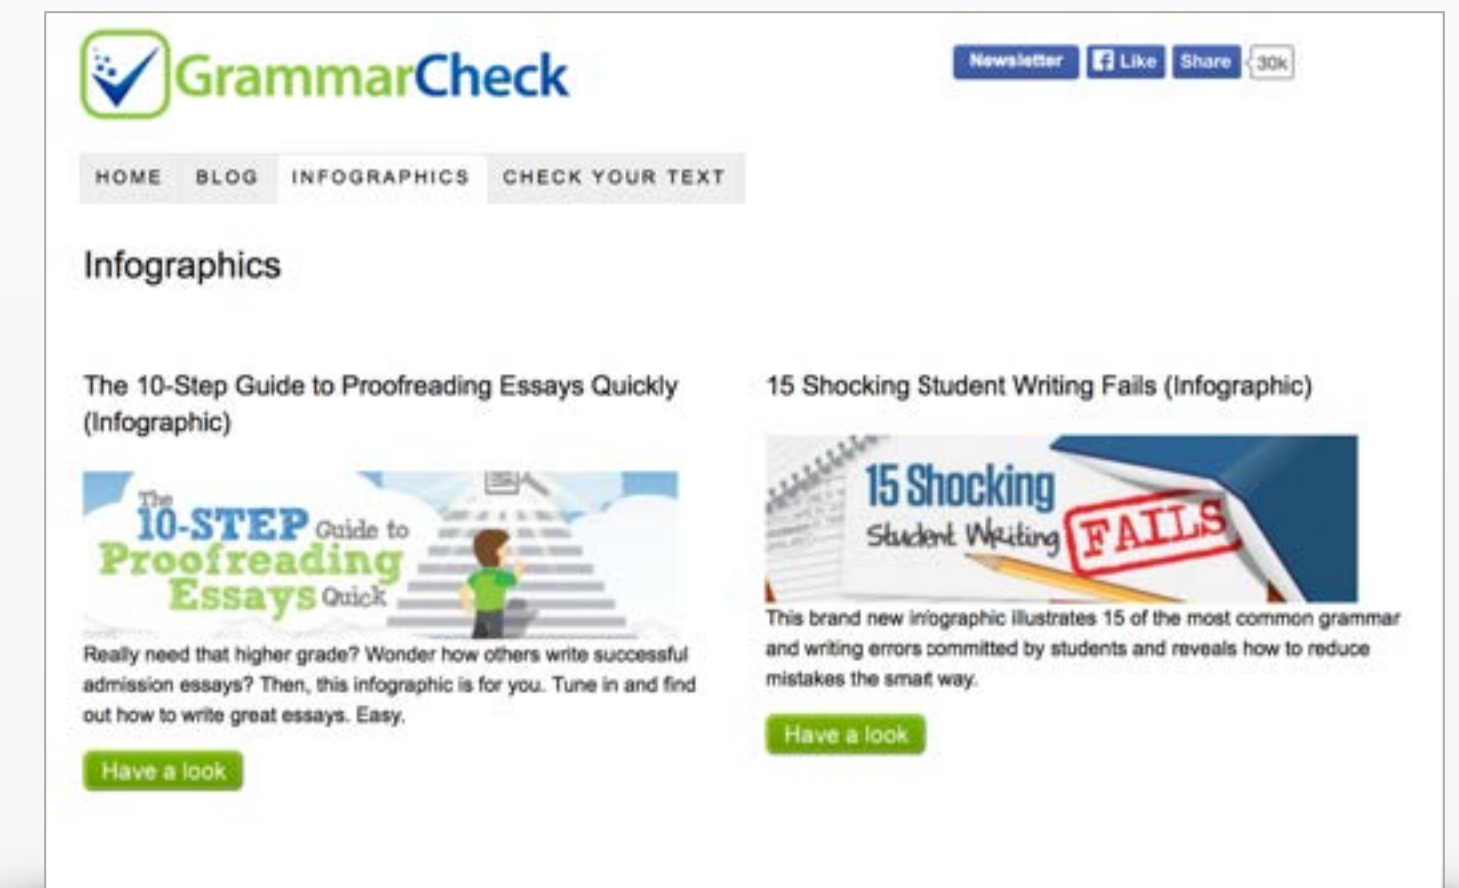 GrammarCheck
Newsletter Like Share 30k
HOME BLOG INFOGRAPHICS CHECK YOUR TEXT
Infographics
The 10-Step Guide to Proofreading Essays Quickly
(Infographic)
The
10-STEP Guide to
Proofreading
Essays Quick
Really need that higher grade? Wonder how others write successful
admission essays? Then, this infographic is for you. Tune in and find
out how to write great essays. Easy.
Have a look
15 Shocking Student Writing Fails (Infographic)
15 Shocking
Student Writing FAILS
This brand new infographic illustrates 15 of the most common grammar
and writing errors committed by students and reveals how to reduce
mistakes the smart way.
Have a look